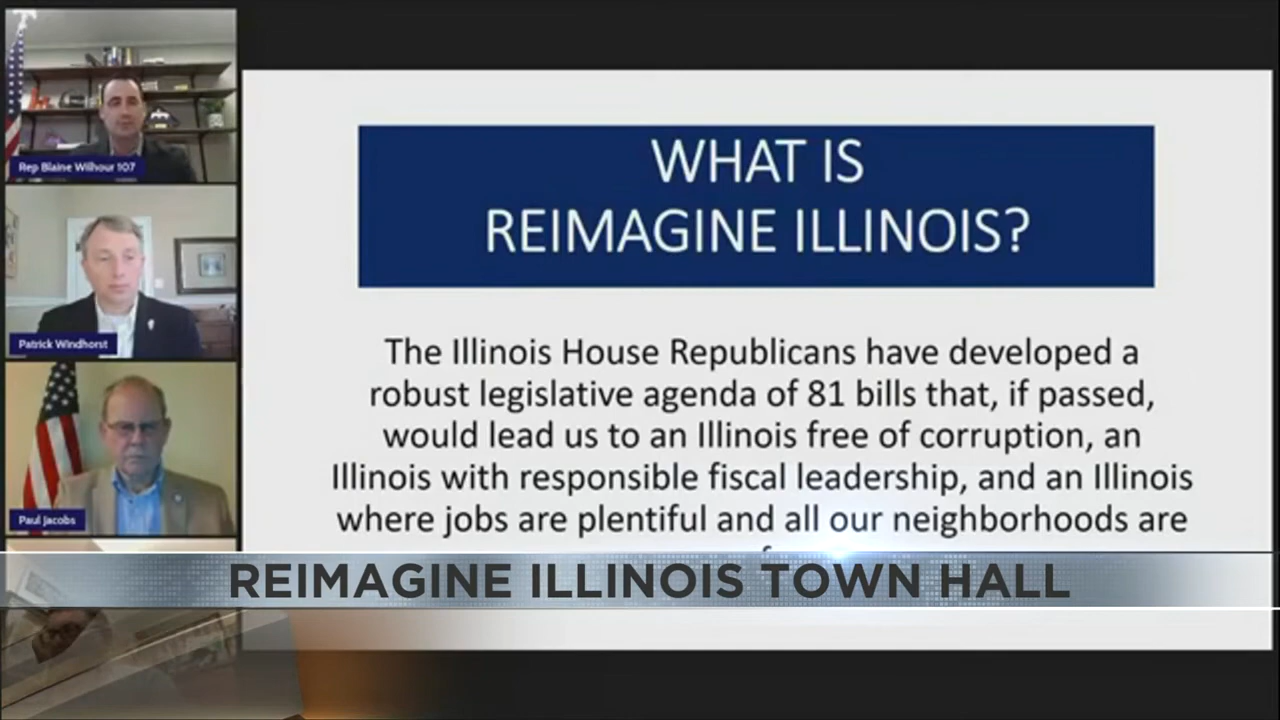 Rep Blaine Wilhour 107
Patrick Windhorst
Paul Jacobs
WHAT IS
REIMAGINE ILLINOIS?
The Illinois House Republicans have developed a
robust legislative agenda of 81 bills that, if passed,
would lead us to an Illinois free of corruption, an
Illinois with responsible fiscal leadership, and an Illinois
where jobs are plentiful and all our neighborhoods are
REIMAGINE ILLINOIS TOWN HALL